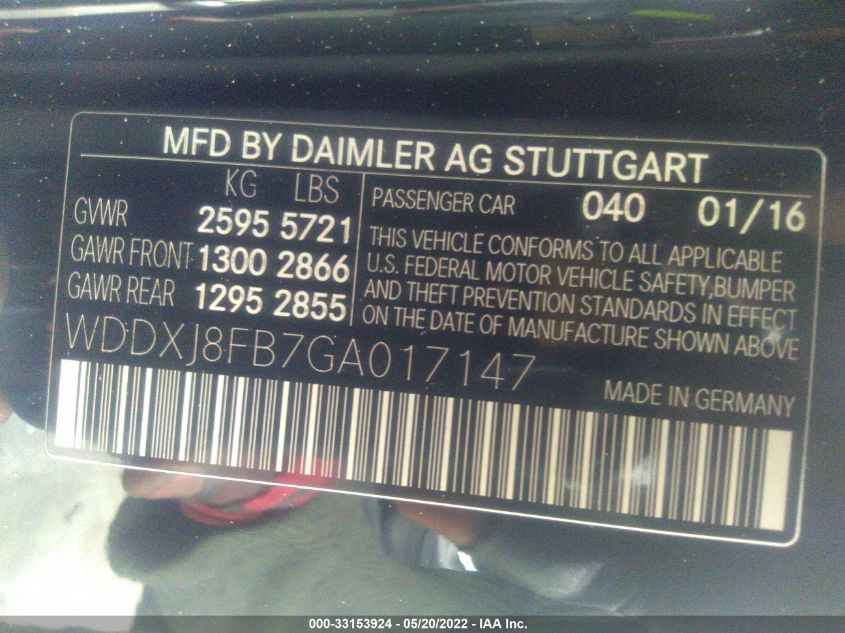 MFD BY DAIMLER AG STUTTGART
KG LBS
GVWR 2595 5721
GAWR FRONT 1300 2866
GAWR REAR 1295 2855
PASSENGER CAR 040 01/16
THIS VEHICLE CONFORMS TO ALL APPLICABLE
U.S. FEDERAL MOTOR VEHICLE SAFETY,BUMPER
AND THEFT PREVENTION STANDARDS IN EFFECT
ON THE DATE OF MANUFACTURE SHOWN ABOVE
WDDXJ8FB7GA017147
MADE IN GERMANY
000-33153924 - 05/20/2022 - IAA Inc.